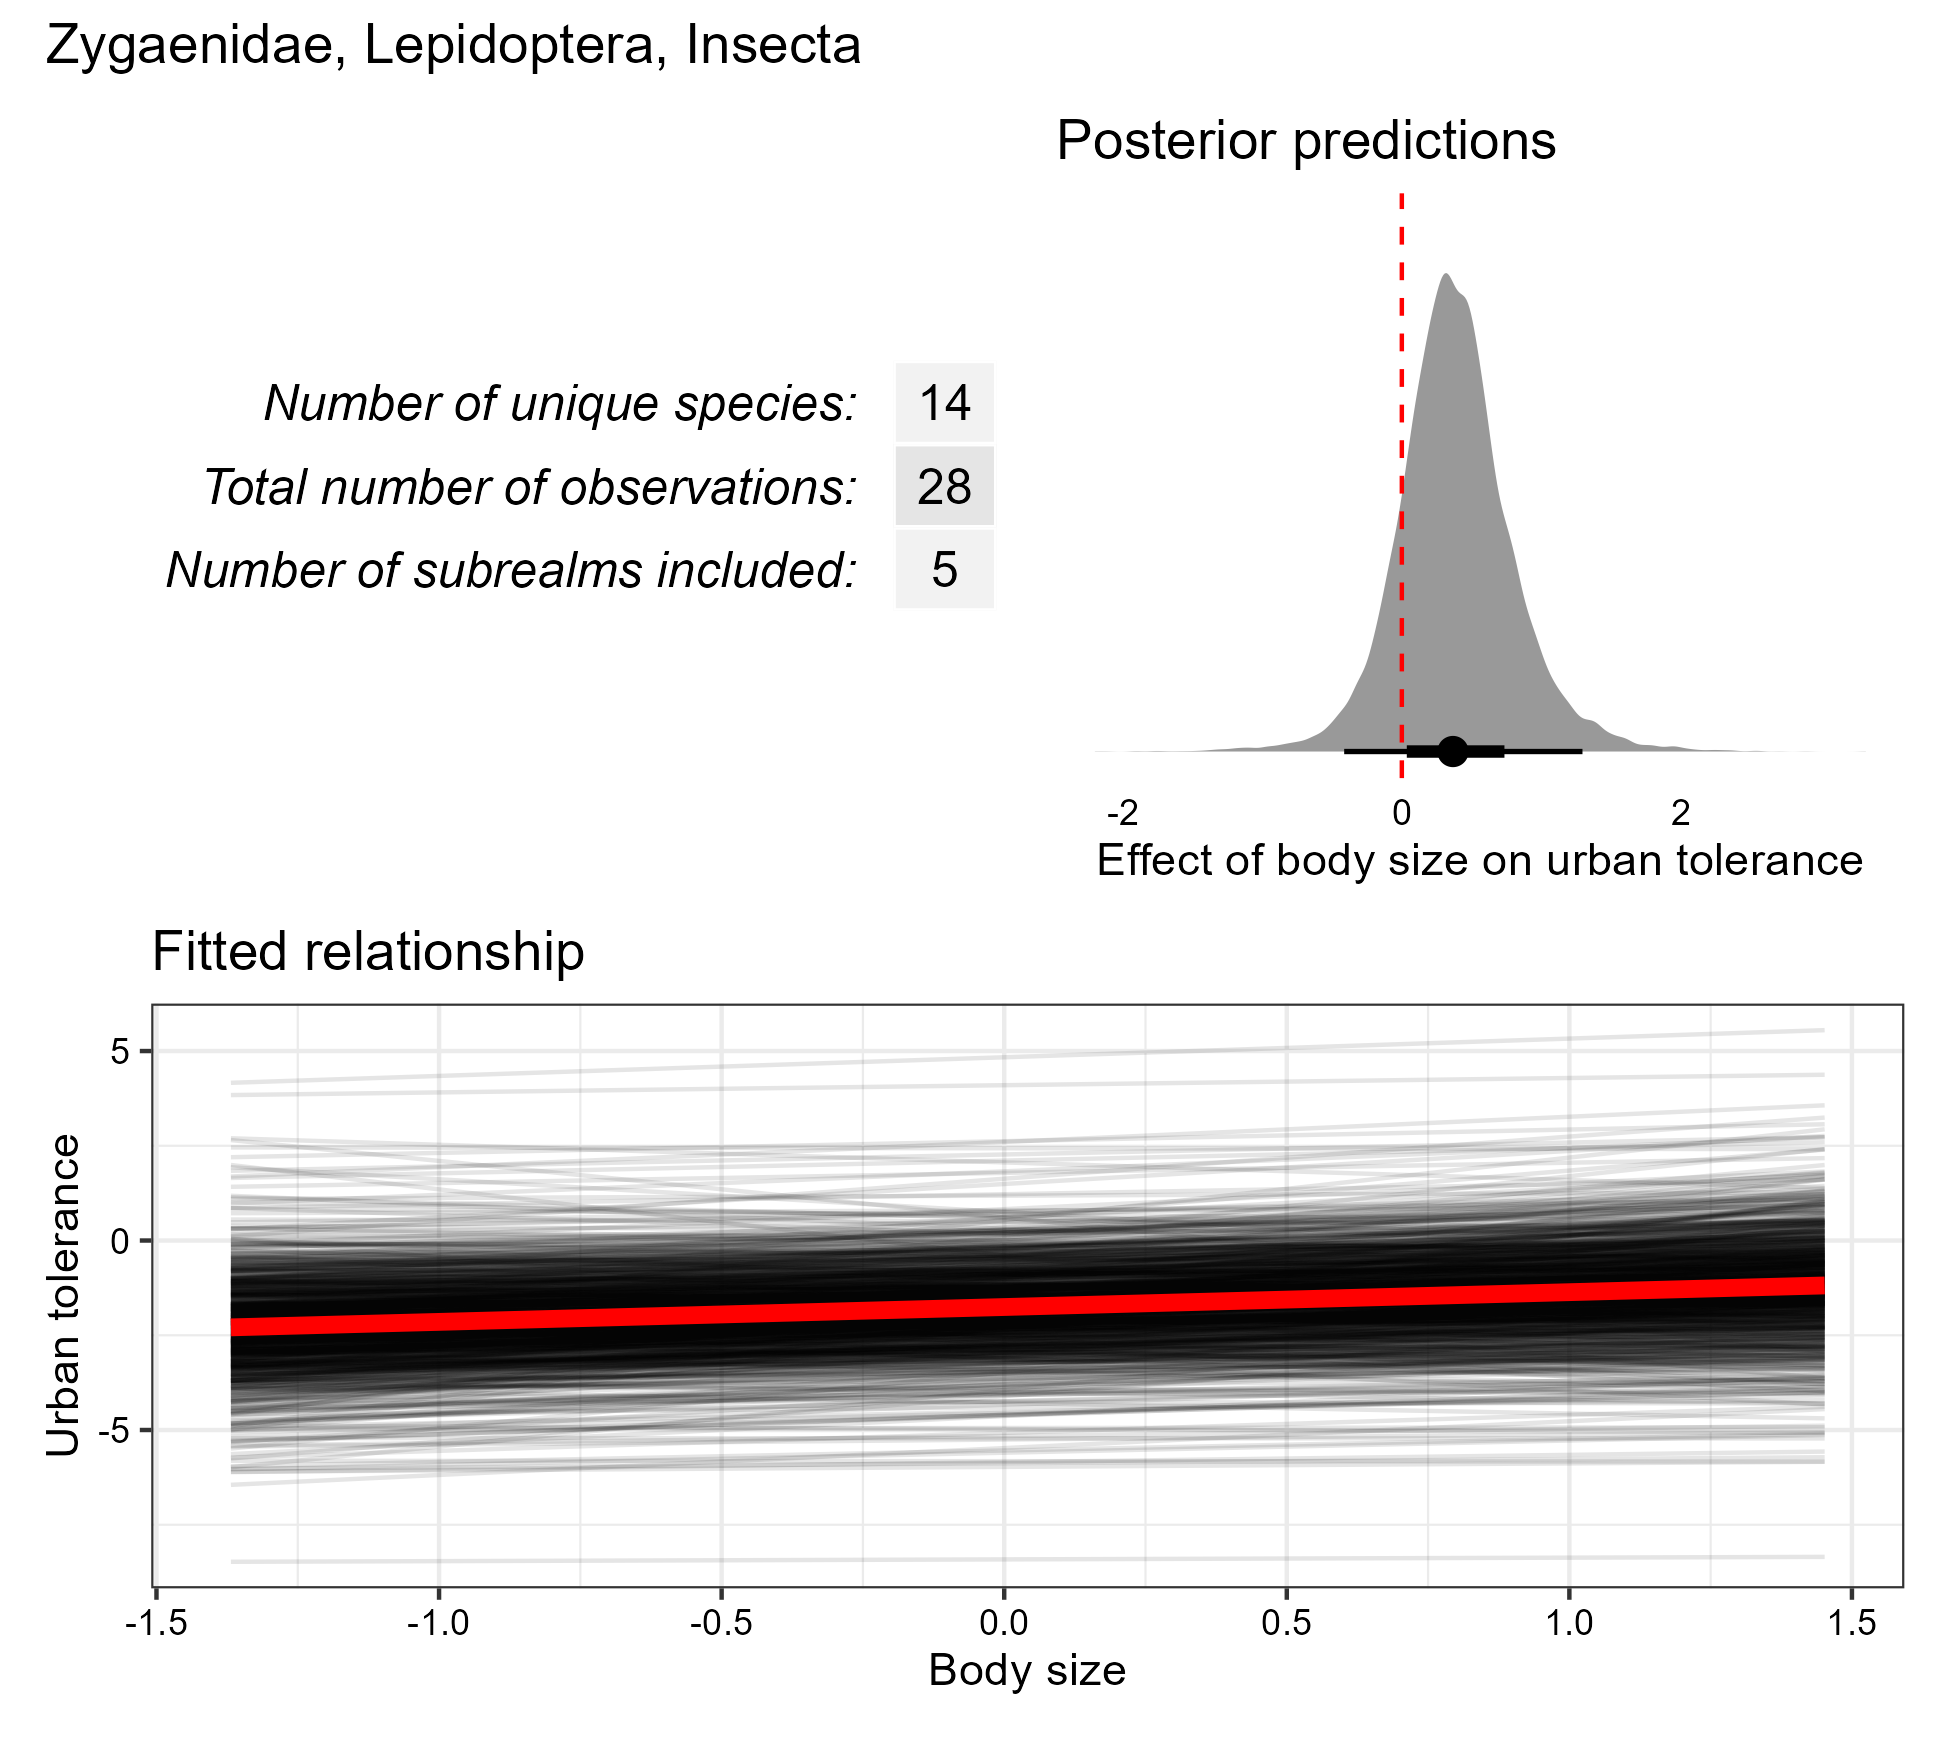 Zygaenidae, Lepidoptera, Insecta
Posterior predictions
Number of unique species: 14
Total number of observations: 28
Number of subrealms included: 5
-2 0 2
Effect of body size on urban tolerance
Fitted relationship
Urban tolerance
5
0
-5
-1.5 -1.0 -0.5 0.0 0.5 1.0 1.5
Body size